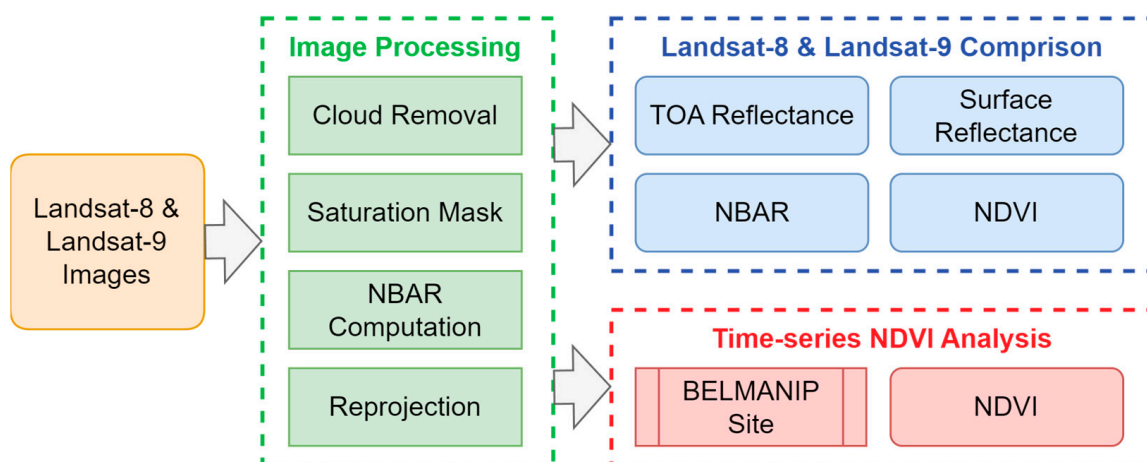 Landsat-8 &
Landsat-9
Images
Image Processing
Cloud Removal
Saturation Mask
NBAR
Computation
Reprojection
Landsat-8 & Landsat-9 Comprison
TOA Reflectance
Surface
Reflectance
NBAR
NDVI
Time-series NDVI Analysis
BELMANIP
Site
NDVI